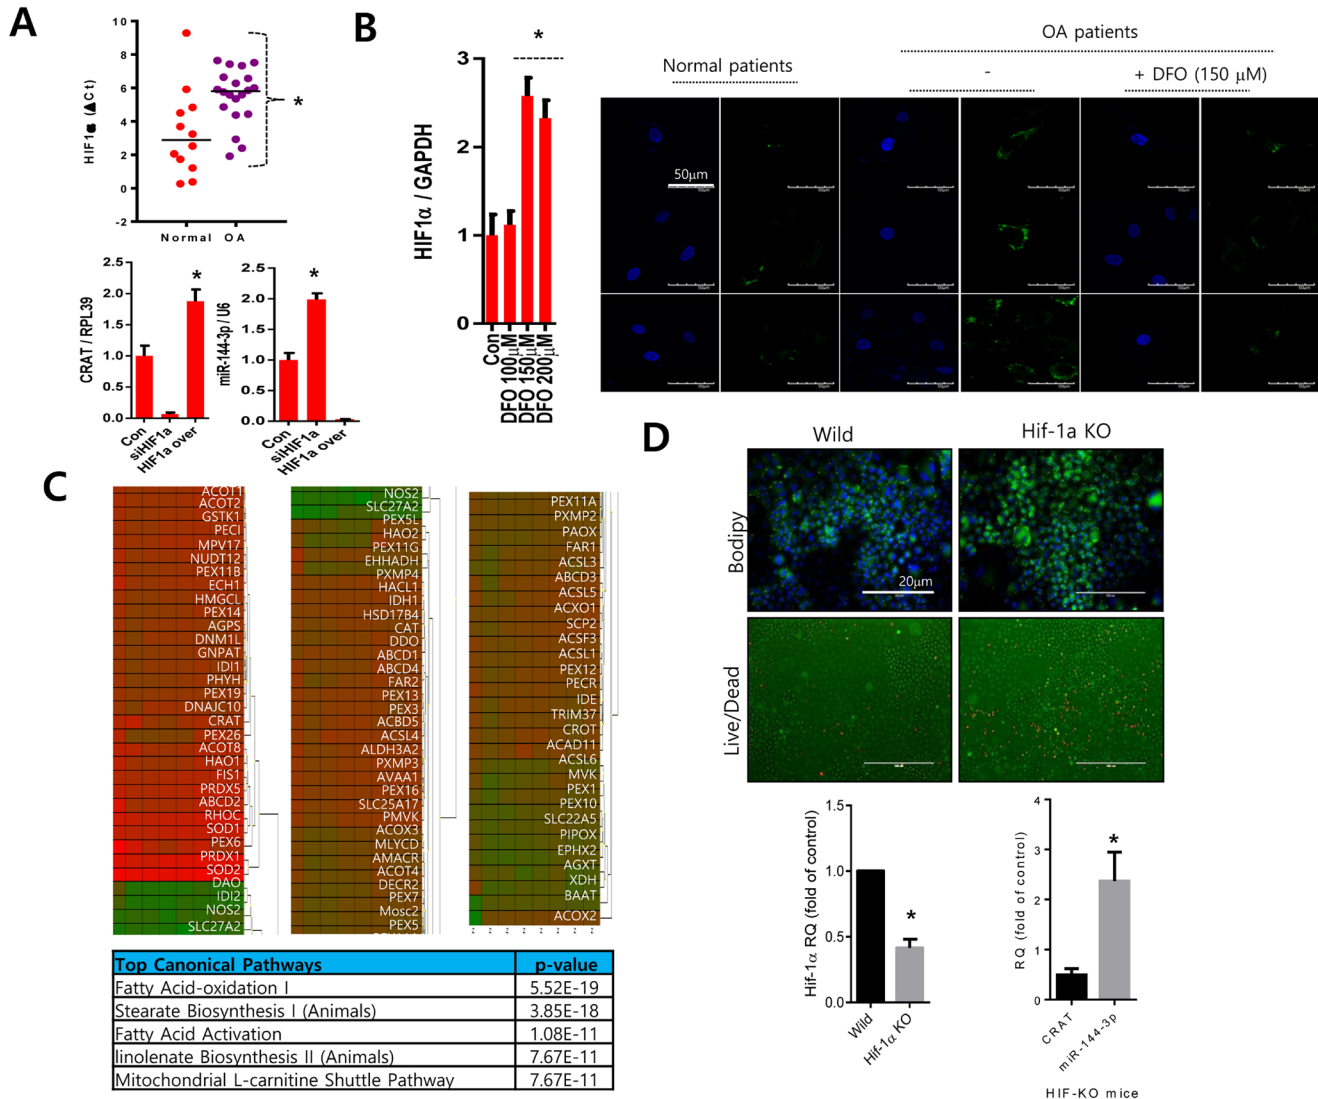 A
10
8
6
4
2
0
-2
HIF1α (ΔCt)
*
Normal OA
2.5
2.0
1.5
1.0
0.5
0.0
CRAT / RPL39
*
Con
siHIF1a
HIF1a over
2.5
2.0
1.5
1.0
0.5
0.0
miR-144-3p / U6
*
Con
siHIF1a
HIF1a over
B
*
3
2
1
0
HIF1α / GAPDH
Con
DFO 100μM
DFO 150μM
DFO 200μM
OA patients
Normal patients
-
+ DFO (150 μM)
50μm
C
ACOT1
ACOT2
GSTK1
PECI
MPV17
NUDT12
PEX11B
ECH1
HMGCL
PEX14
AGPS
DNM1L
GNPAT
IDI1
PHYH
PEX19
DNAJC10
CRAT
PEX26
ACOT8
HAO1
FIS1
PRDX5
ABCD2
RHOC
SOD1
PEX6
PRDX1
SOD2
DAO
IDI2
NOS2
SLC27A2
NOS2
SLC27A2
PEX5L
HAO2
PEX11G
EHHADH
PXMP4
HACL1
IDH1
HSD17B4
CAT
DDO
ABCD1
ABCD4
FAR2
PEX13
PEX3
ACBD5
ACSL4
ALDH3A2
PXMP3
AVAA1
PEX16
SLC25A17
PMVK
ACOX3
MLYCD
AMACR
ACOT4
DECR2
PEX7
Mosc2
PEX5
PEX11A
PXMP2
PAOX
FAR1
ACSL3
ABCD3
ACSL5
ACXO1
SCP2
ACSF3
ACSL1
PEX12
PECR
IDE
TRIM37
CROT
ACAD11
ACSL6
MVK
PEX1
PEX10
SLC22A5
PIPOX
EPHX2
AGXT
XDH
BAAT
ACOX2
Top Canonical Pathways p-value
Fatty Acid-oxidation I 5.52E-19
Stearate Biosynthesis I (Animals) 3.85E-18
Fatty Acid Activation 1.08E-11
linolenate Biosynthesis II (Animals) 7.67E-11
Mitochondrial L-carnitine Shuttle Pathway 7.67E-11
D
Wild Hif-1a KO
Bodipy
20μm
Live/Dead
1.5
1.0
0.5
0.0
Hif-1α RQ (fold of control)
*
Wild
Hif-1α KO
4
3
2
1
0
RQ (fold of control)
*
CRAT
miR-144-3p
HIF-KO mice